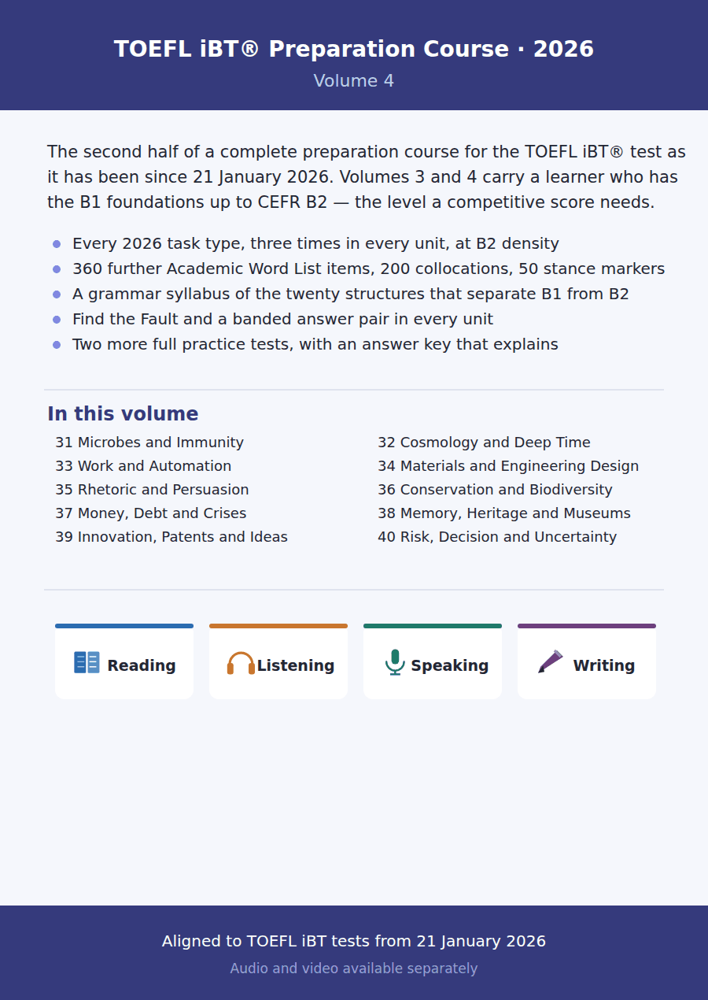 TOEFL iBT® Preparation Course · 2026
Volume 4
The second half of a complete preparation course for the TOEFL iBT® test as
it has been since 21 January 2026. Volumes 3 and 4 carry a learner who has
the B1 foundations up to CEFR B2 — the level a competitive score needs.
Every 2026 task type, three times in every unit, at B2 density
360 further Academic Word List items, 200 collocations, 50 stance markers
A grammar syllabus of the twenty structures that separate B1 from B2
Find the Fault and a banded answer pair in every unit
Two more full practice tests, with an answer key that explains
In this volume
31 Microbes and Immunity
32 Cosmology and Deep Time
33 Work and Automation
34 Materials and Engineering Design
35 Rhetoric and Persuasion
36 Conservation and Biodiversity
37 Money, Debt and Crises
38 Memory, Heritage and Museums
39 Innovation, Patents and Ideas
40 Risk, Decision and Uncertainty
Reading
Listening
Speaking
Writing
Aligned to TOEFL iBT tests from 21 January 2026
Audio and video available separately